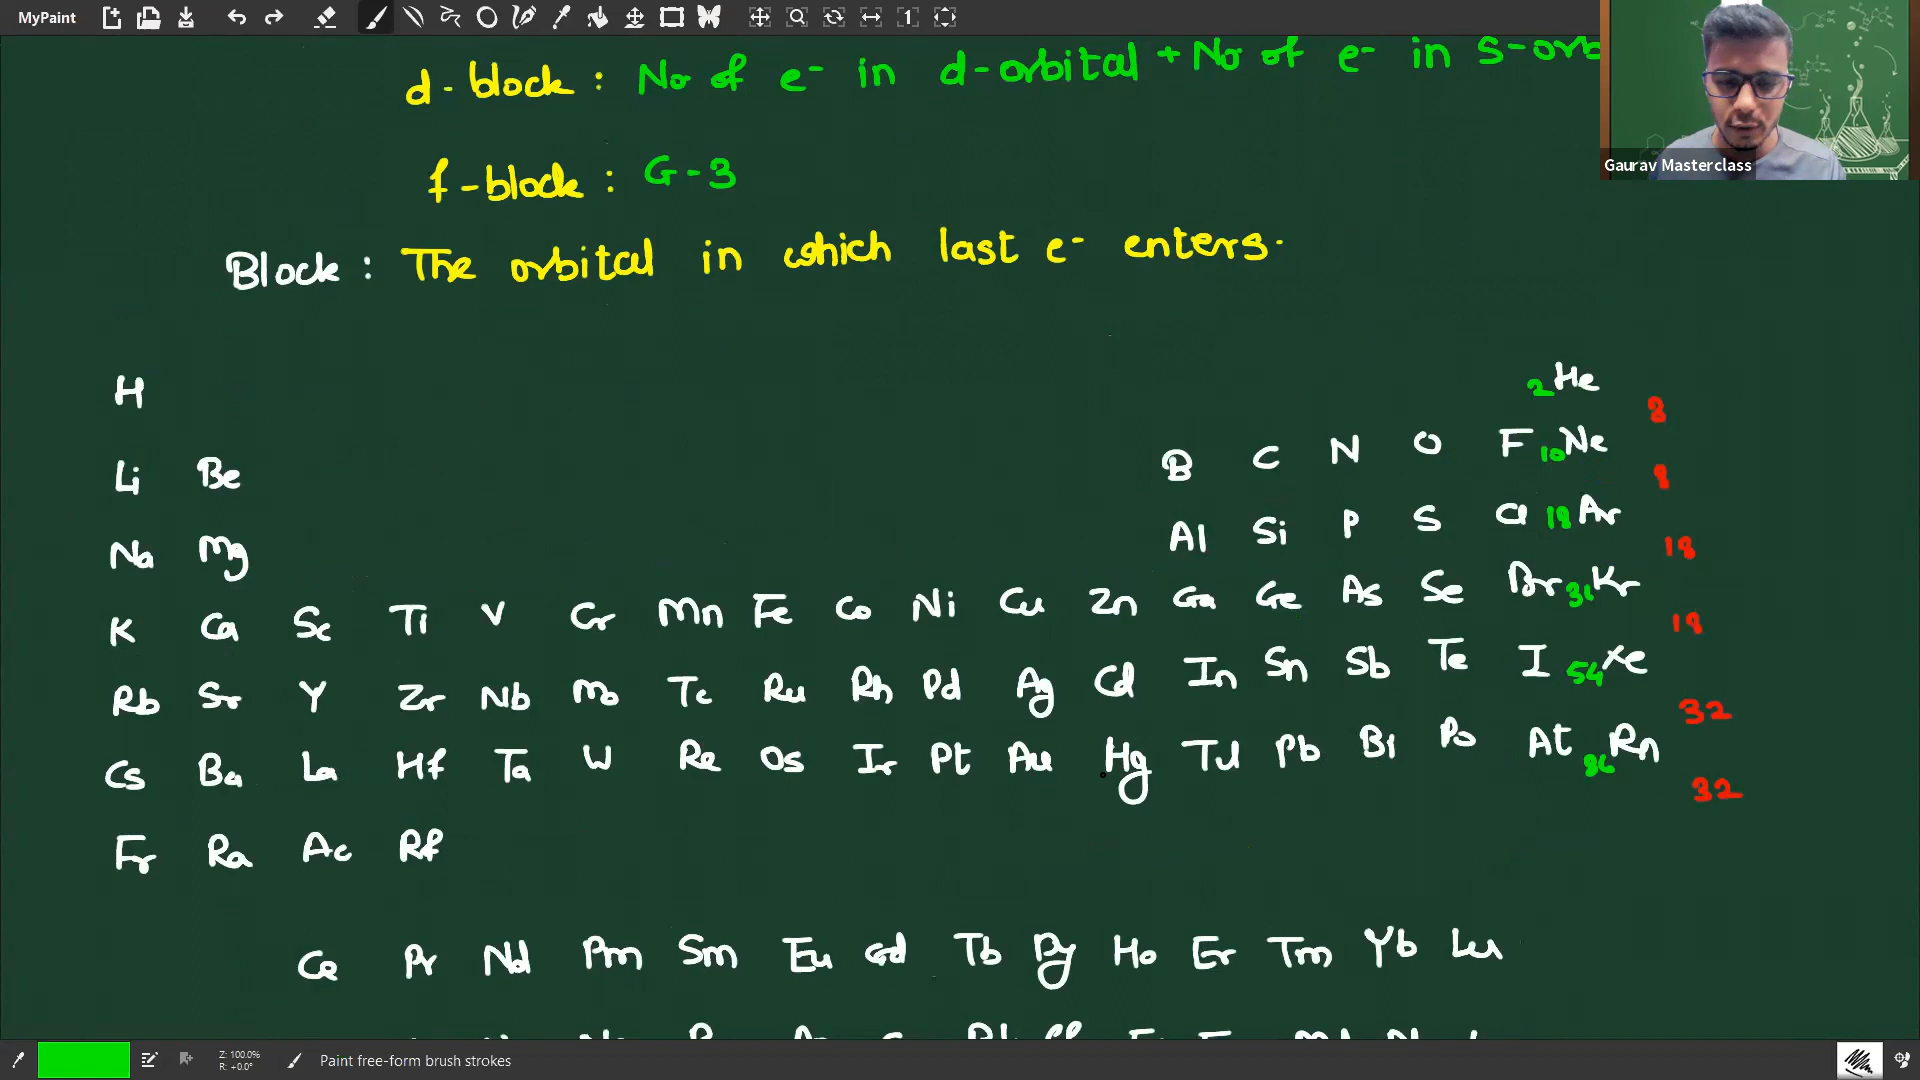 MyPaint
d-block : No of e- in d-orbital + No of e- in s-orb
f-block : G-3
Gaurav Masterclass
Block : The orbital in which last e- enters.
H 2He
8
Li Be B C N O F 10Ne
8
Na Mg Al Si P S Cl 18Ar
18
K Ca Sc Ti V Cr Mn Fe Co Ni Cu Zn Ga Ge As Se Br 36Kr
18
Rb Sr Y Zr Nb Mo Tc Ru Rh Pd Ag Cd In Sn Sb Te I 54Xe
32
Cs Ba La Hf Ta W Re Os Ir Pt Au Hg Tl Pb Bi Po At 86Rn
32
Fr Ra Ac Rf
Ce Pr Nd Pm Sm Eu Gd Tb Dy Ho Er Tm Yb Lu
Z: 100.0%
R: +0.0°
Paint free-form brush strokes